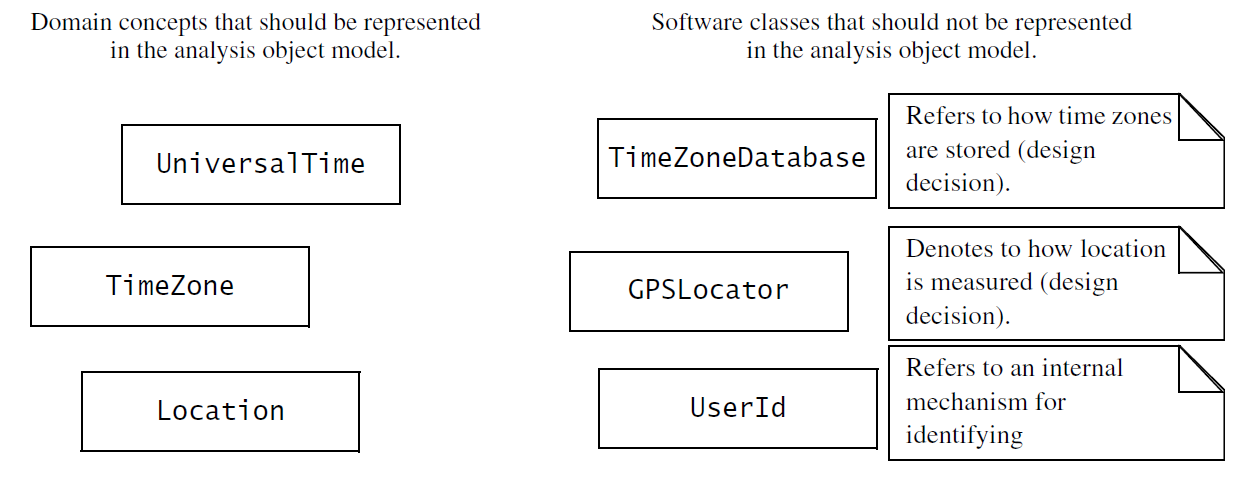 Domain concepts that should be represented
in the analysis object model.
Software classes that should not be represented
in the analysis object model.
UniversalTime
TimeZoneDatabase
Refers to how time zones
are stored (design
decision).
TimeZone
GPSLocator
Denotes to how location
is measured (design
decision).
Location
UserId
Refers to an internal
mechanism for
identifying